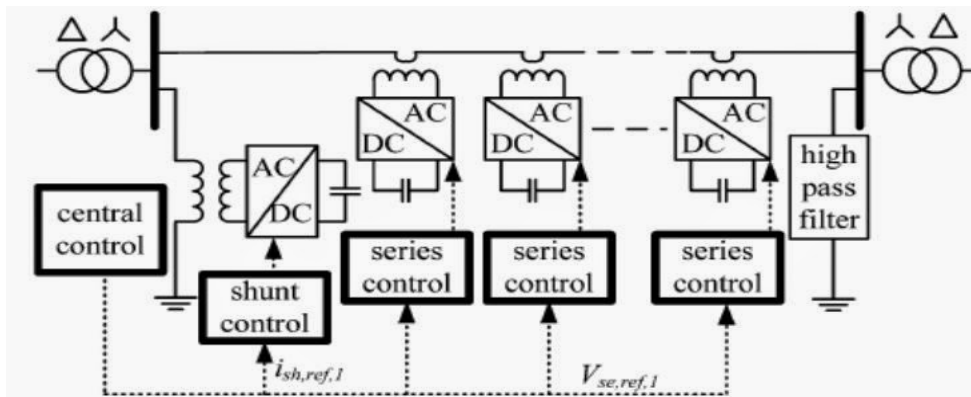 AC
DC
AC
DC
AC
DC
AC
DC
high
pass
filter
central
control
series
control
series
control
series
control
shunt
control
i_sh,ref,1
V_se,ref,1